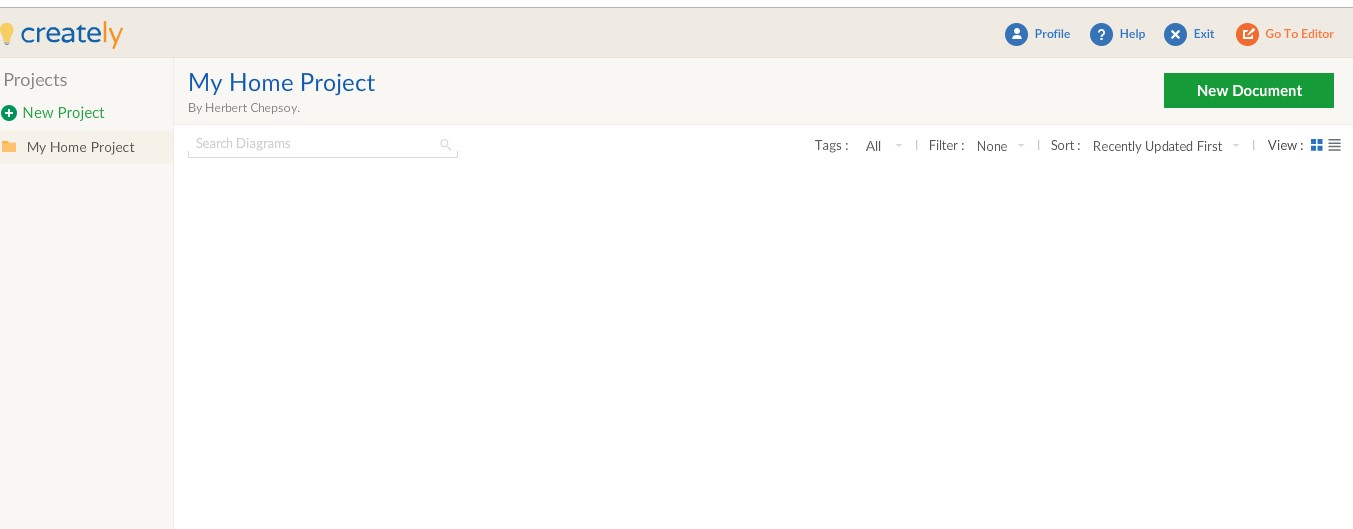 creately
Profile
Help
Exit
Go To Editor
Projects
New Project
My Home Project
My Home Project
By Herbert Chepsoy.
New Document
Search Diagrams
Tags : All | Filter : None | Sort : Recently Updated First | View :